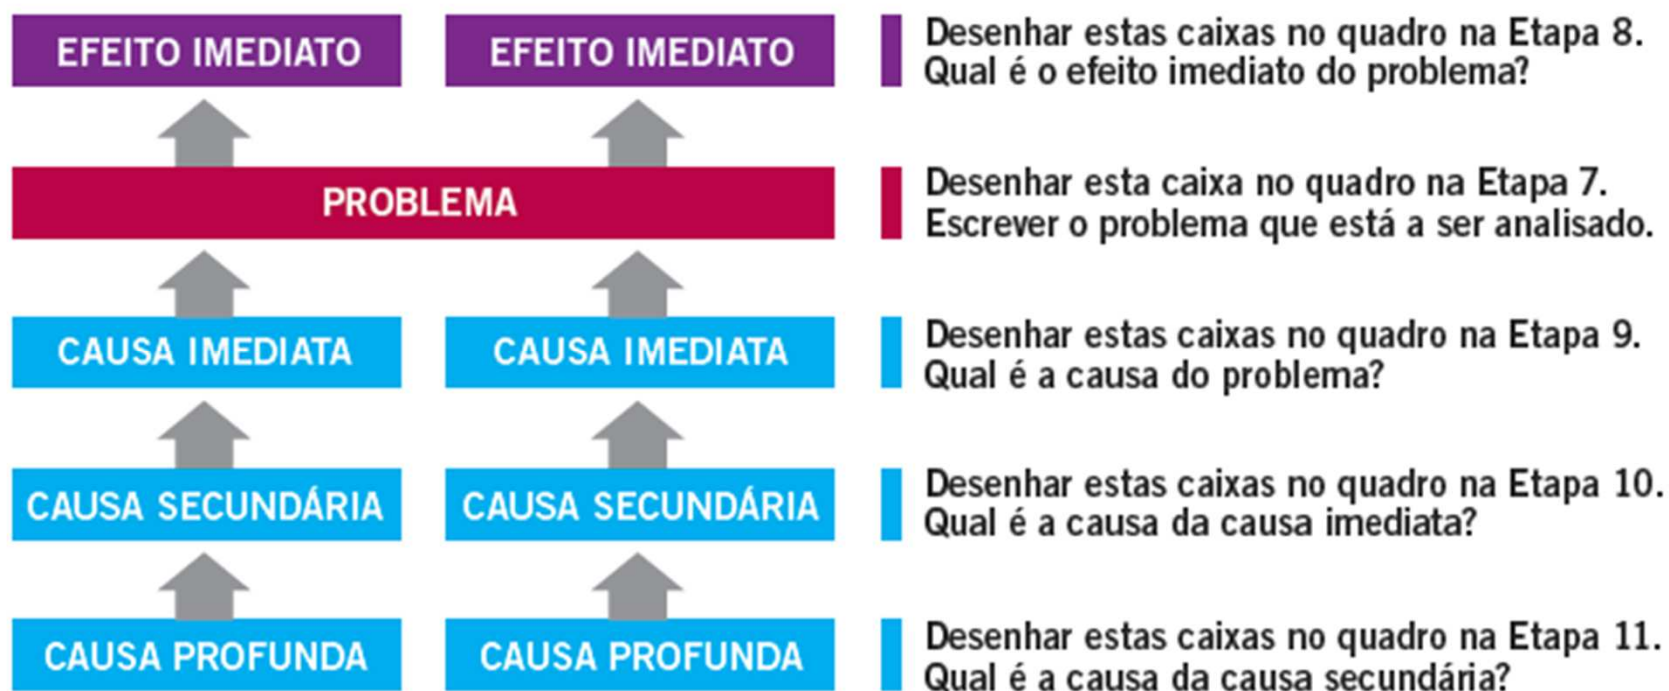 EFEITO IMEDIATO EFEITO IMEDIATO
Desenhar estas caixas no quadro na Etapa 8.
Qual é o efeito imediato do problema?
PROBLEMA
Desenhar esta caixa no quadro na Etapa 7.
Escrever o problema que está a ser analisado.
CAUSA IMEDIATA CAUSA IMEDIATA
Desenhar estas caixas no quadro na Etapa 9.
Qual é a causa do problema?
CAUSA SECUNDÁRIA CAUSA SECUNDÁRIA
Desenhar estas caixas no quadro na Etapa 10.
Qual é a causa da causa imediata?
CAUSA PROFUNDA CAUSA PROFUNDA
Desenhar estas caixas no quadro na Etapa 11.
Qual é a causa da causa secundária?